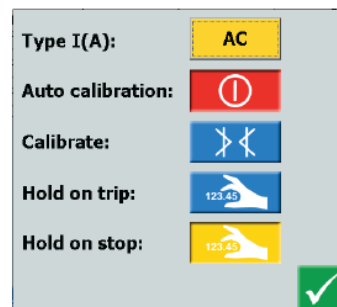 Type I(A): AC
Auto calibration:
Calibrate:
Hold on trip: 123.45
Hold on stop: 123.45